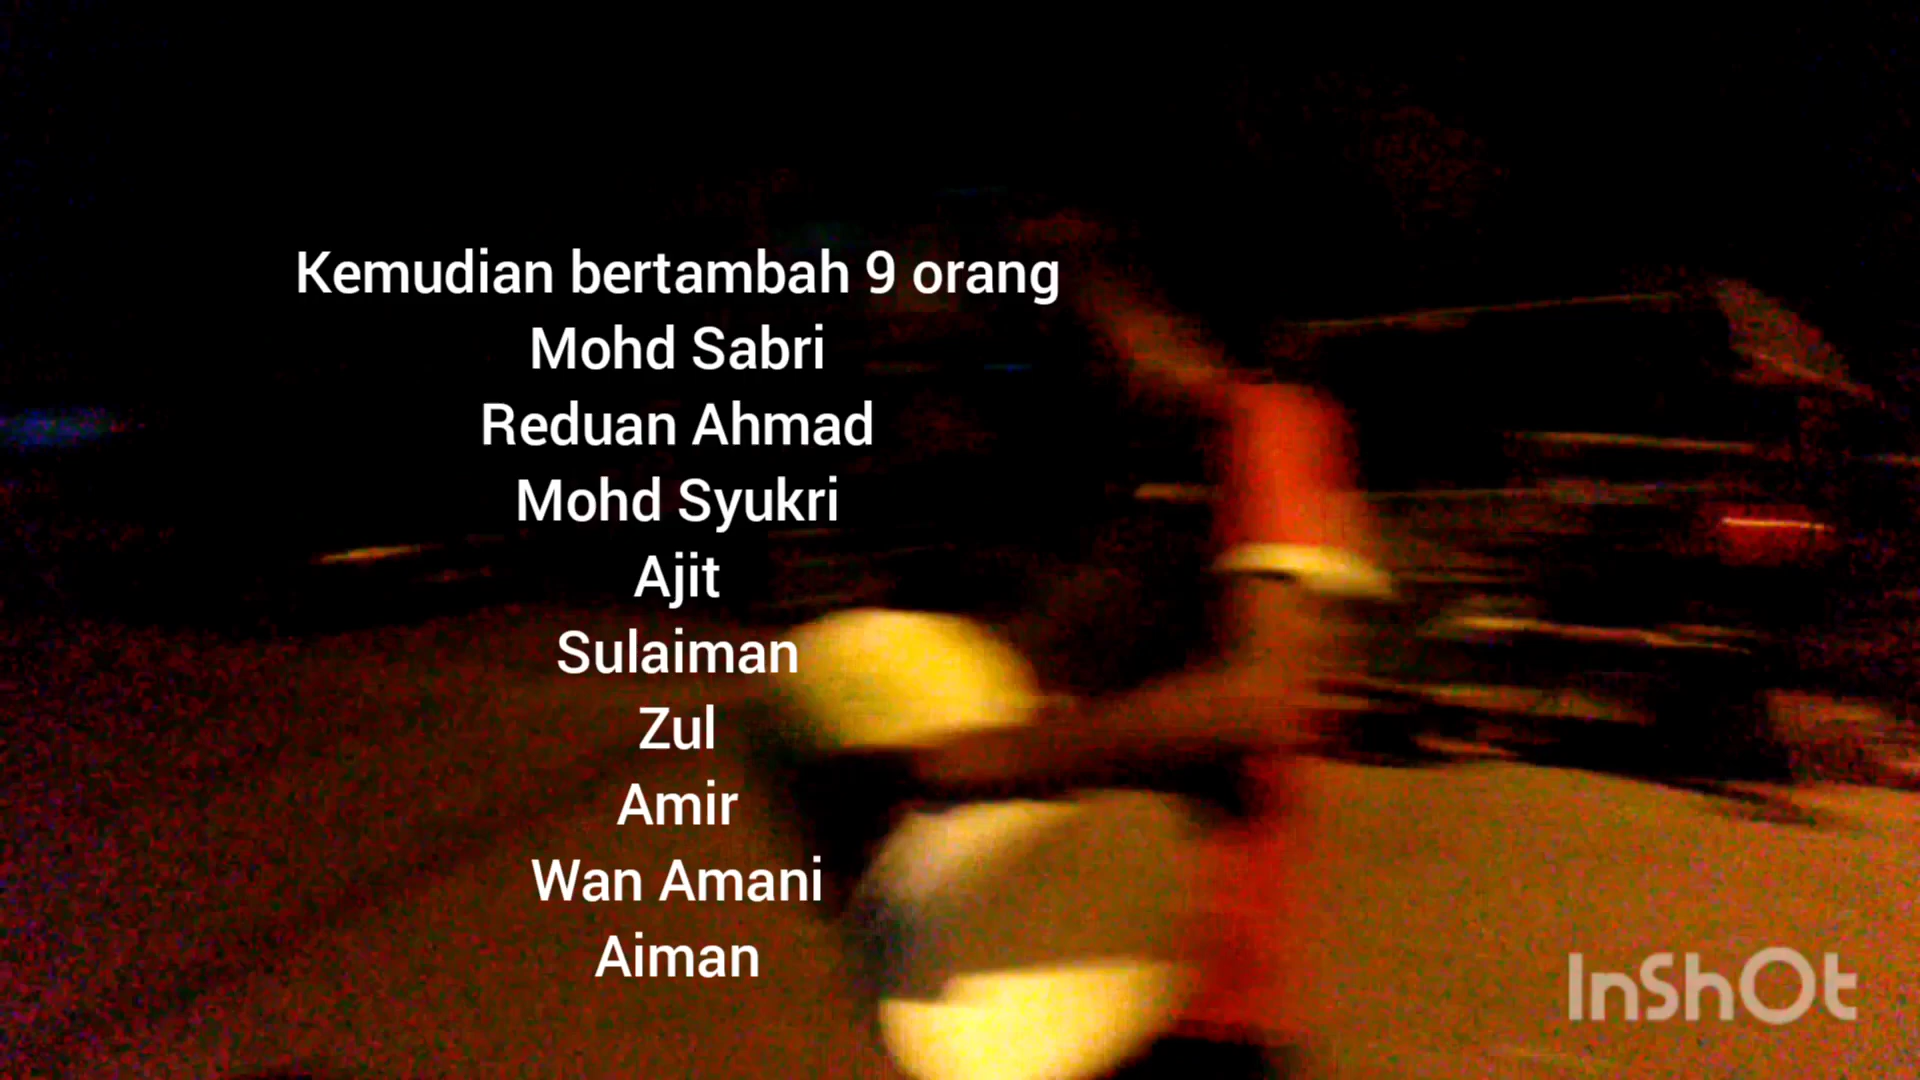 Kemudian bertambah 9 orang
Mohd Sabri
Reduan Ahmad
Mohd Syukri
Ajit
Sulaiman
Zul
Amir
Wan Amani
Aiman
InShOt